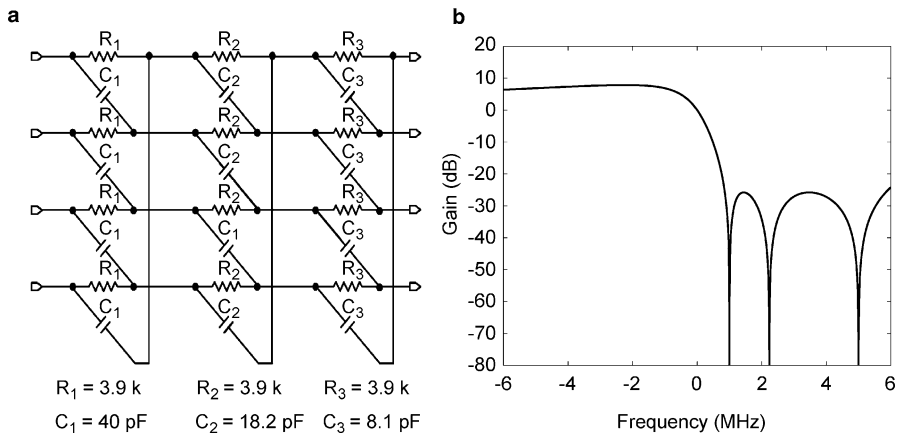 a
b
R1 R2 R3
C1 C2 C3
R1 R2 R3
C1 C2 C3
R1 R2 R3
C1 C1 C3
R1 R2 R3
C1 C2 C3
R1 = 3.9 k R2 = 3.9 k R3 = 3.9 k
C1 = 40 pF C2 = 18.2 pF C3 = 8.1 pF
20
10
0
-10
-20
-30
-40
-50
-60
-70
-80
Gain (dB)
-6 -4 -2 0 2 4 6
Frequency (MHz)